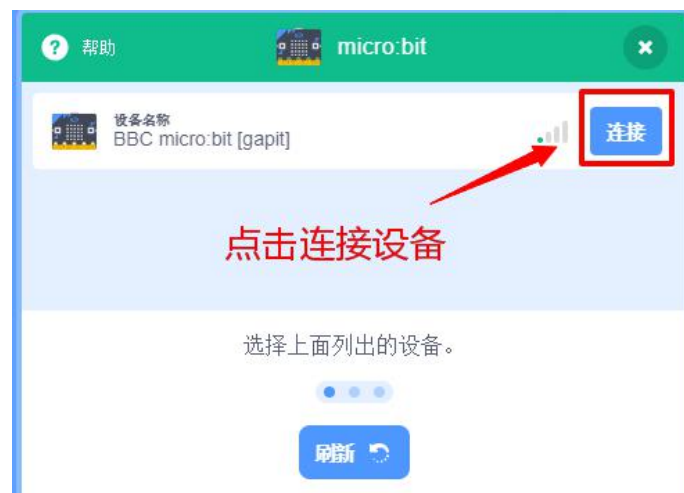 帮助
micro:bit
设备名称
BBC micro:bit [gapit]
连接
点击连接设备
选择上面列出的设备。
刷新